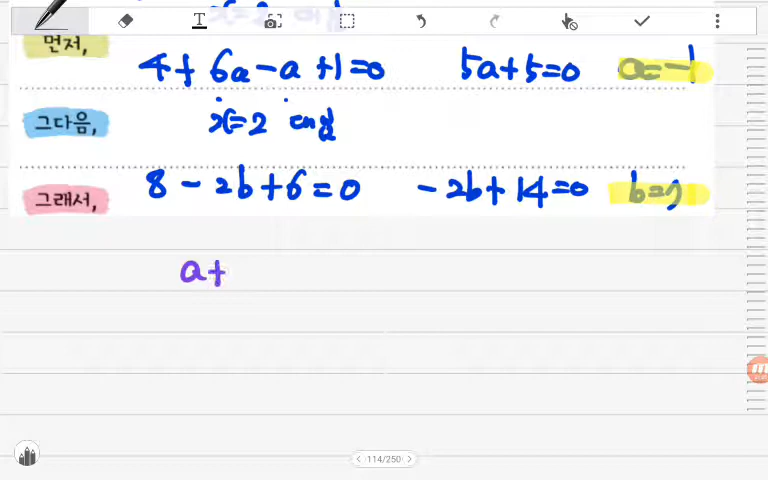 x=2
먼저,
4+6a-a+1=0 5a+5=0 a=-1
그다음,
x=2 대입
그래서,
8-2b+6=0 -2b+14=0 b=7
a+
114/250